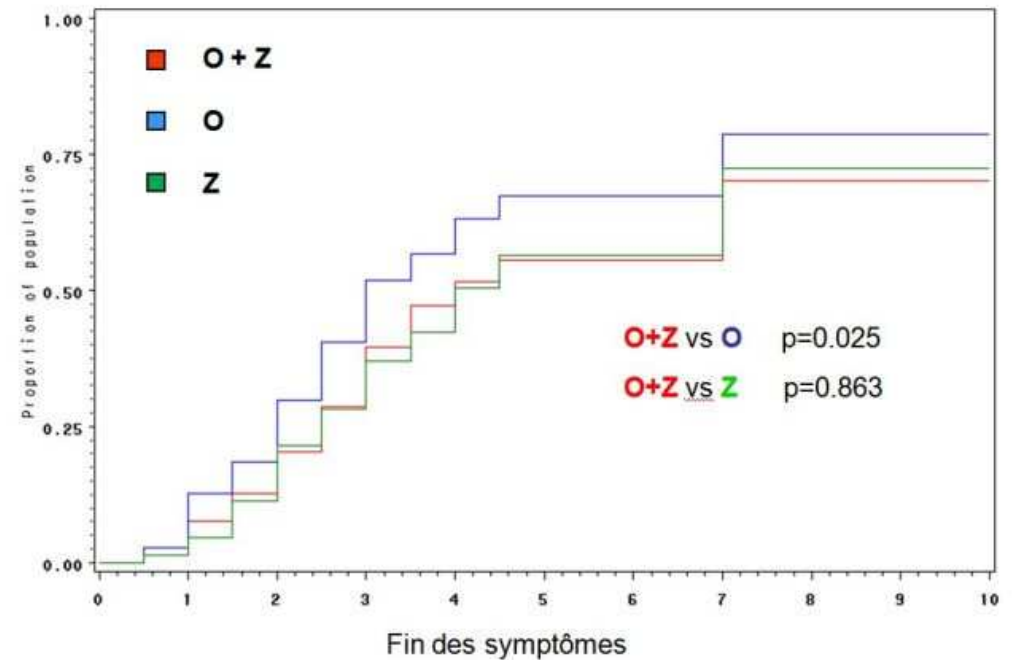 1.00
O + Z
O
0.75
Z
Proportion of population
0.50
O+Z vs O p=0.025
O+Z vs Z p=0.863
0.25
0.00
0 1 2 3 4 5 6 7 8 9 10
Fin des symptômes